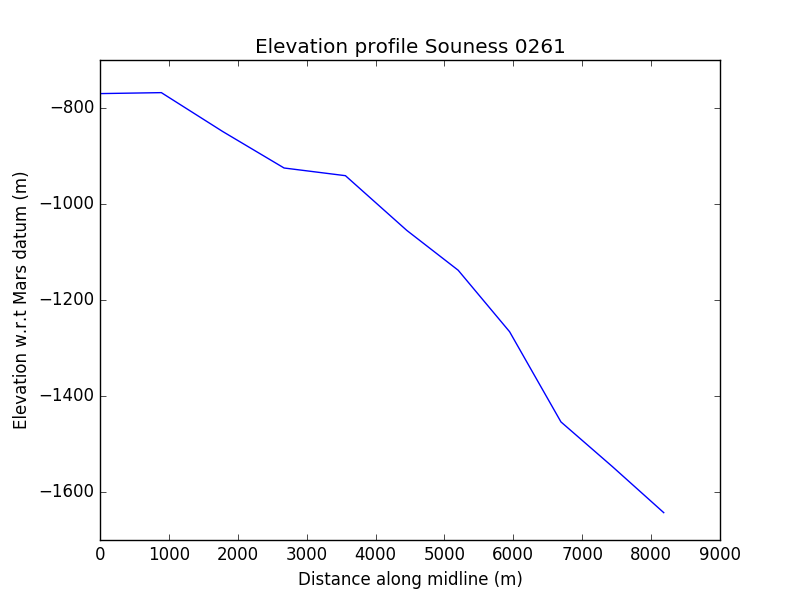 Elevation profile Souness 0261
−800
−1000
−1200
−1400
−1600
Elevation w.r.t Mars datum (m)
0 1000 2000 3000 4000 5000 6000 7000 8000 9000
Distance along midline (m)